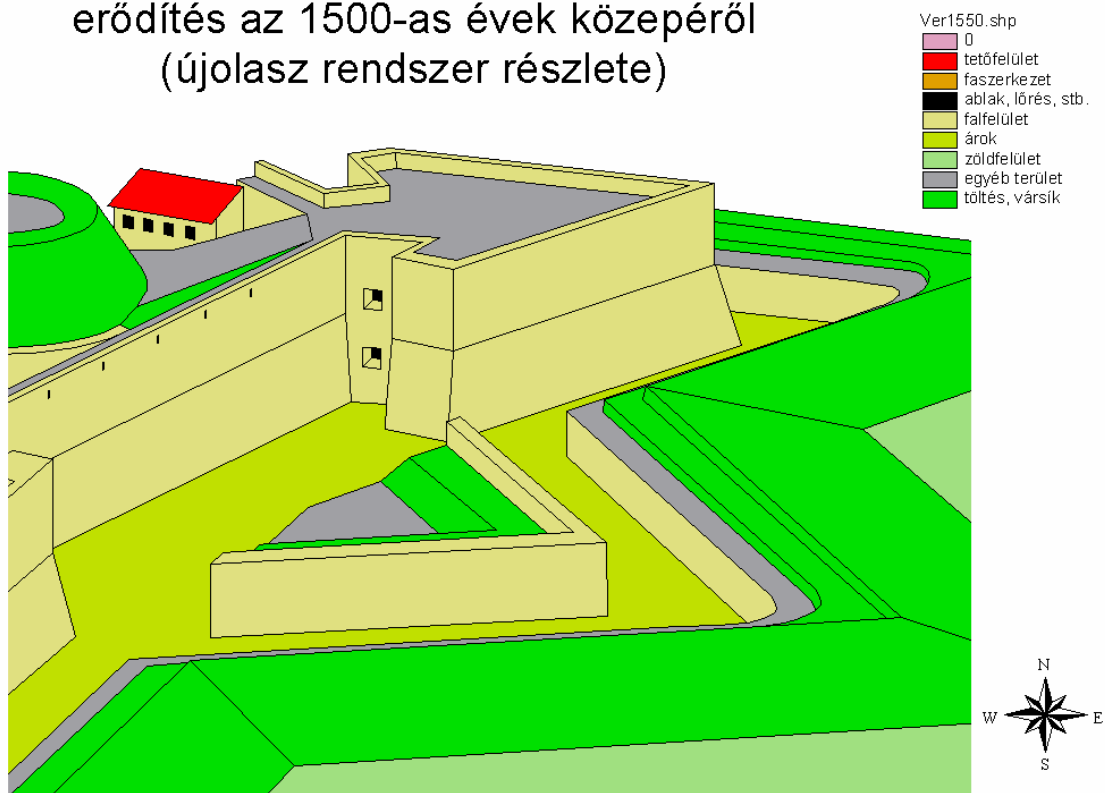 erődítés az 1500-as évek közepéről
(újolasz rendszer részlete)
Ver1550.shp
0
tetőfelület
faszerkezet
ablak, lőrés, stb.
falfelület
árok
zöldfelület
egyéb terület
töltés, vársík
N
W E
S